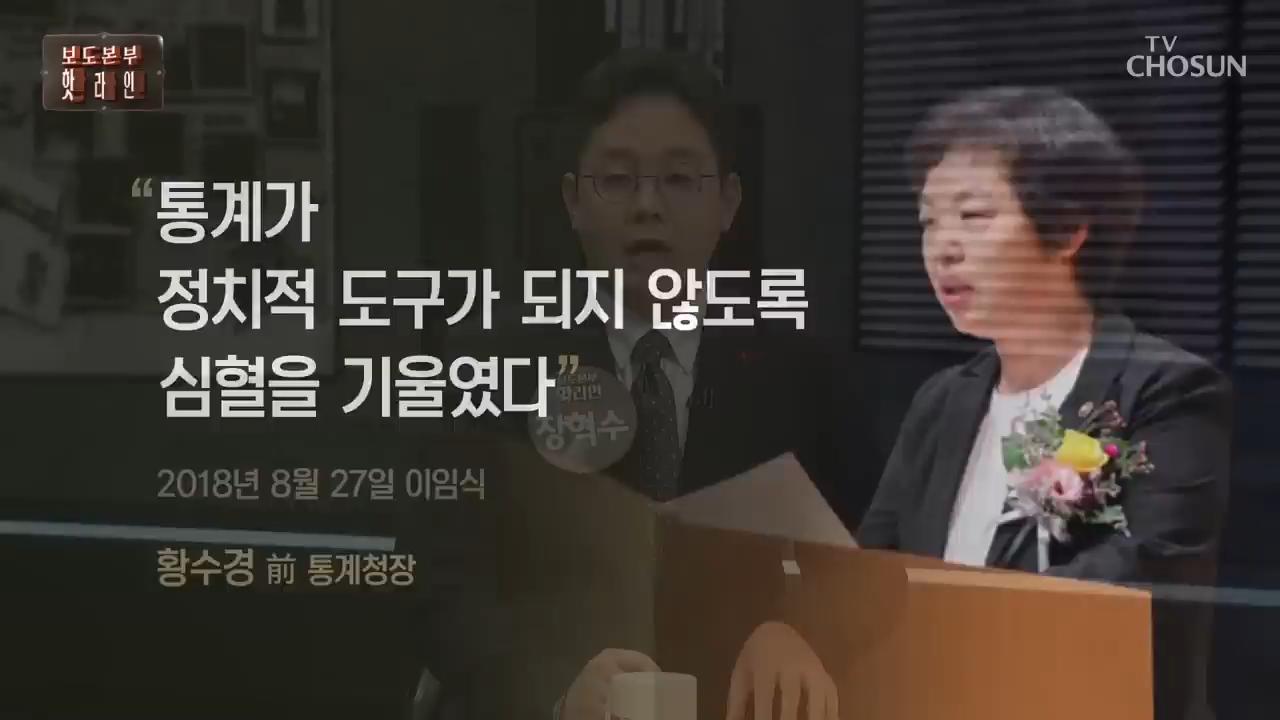 보도본부
핫라인
TV
CHOSUN
“통계가
정치적 도구가 되지 않도록
심혈을 기울였다”
보도본부
핫라인
장혁수
2018년 8월 27일 이임식
황수경 前 통계청장